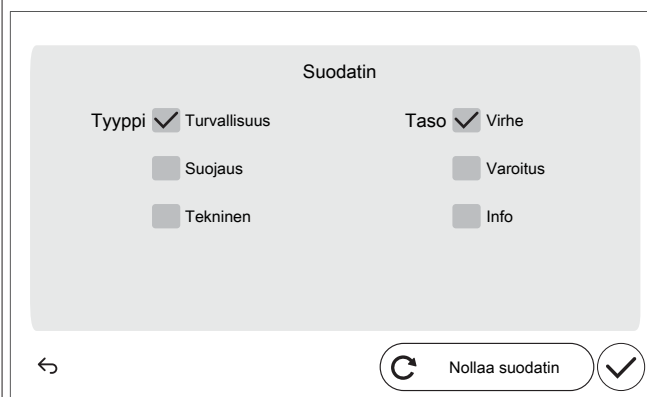 Suodatin
Tyyppi Turvallisuus Taso Virhe
Suojaus Varoitus
Tekninen Info
Nollaa suodatin